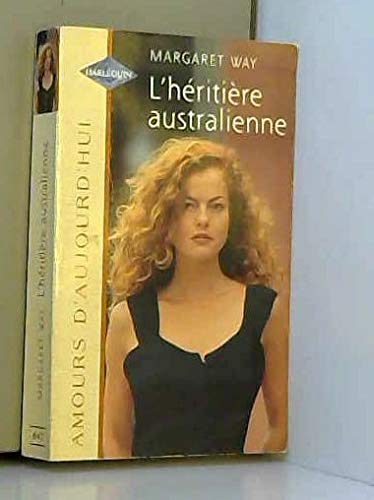 MARGARET WAY
L'héritière
australienne
HARLEQUIN
AMOURS D'AUJOURD'HUI
MARGARET WAY L'héritière australienne